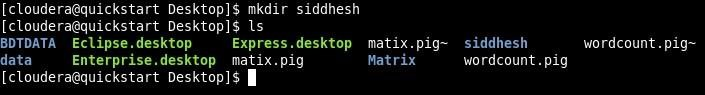 [cloudera@quickstart Desktop]$ mkdir siddhesh
[cloudera@quickstart Desktop]$ ls
BDTDATA  Eclipse.desktop     Express.desktop  matix.pig~  siddhesh       wordcount.pig~
data     Enterprise.desktop  matix.pig        Matrix      wordcount.pig
[cloudera@quickstart Desktop]$